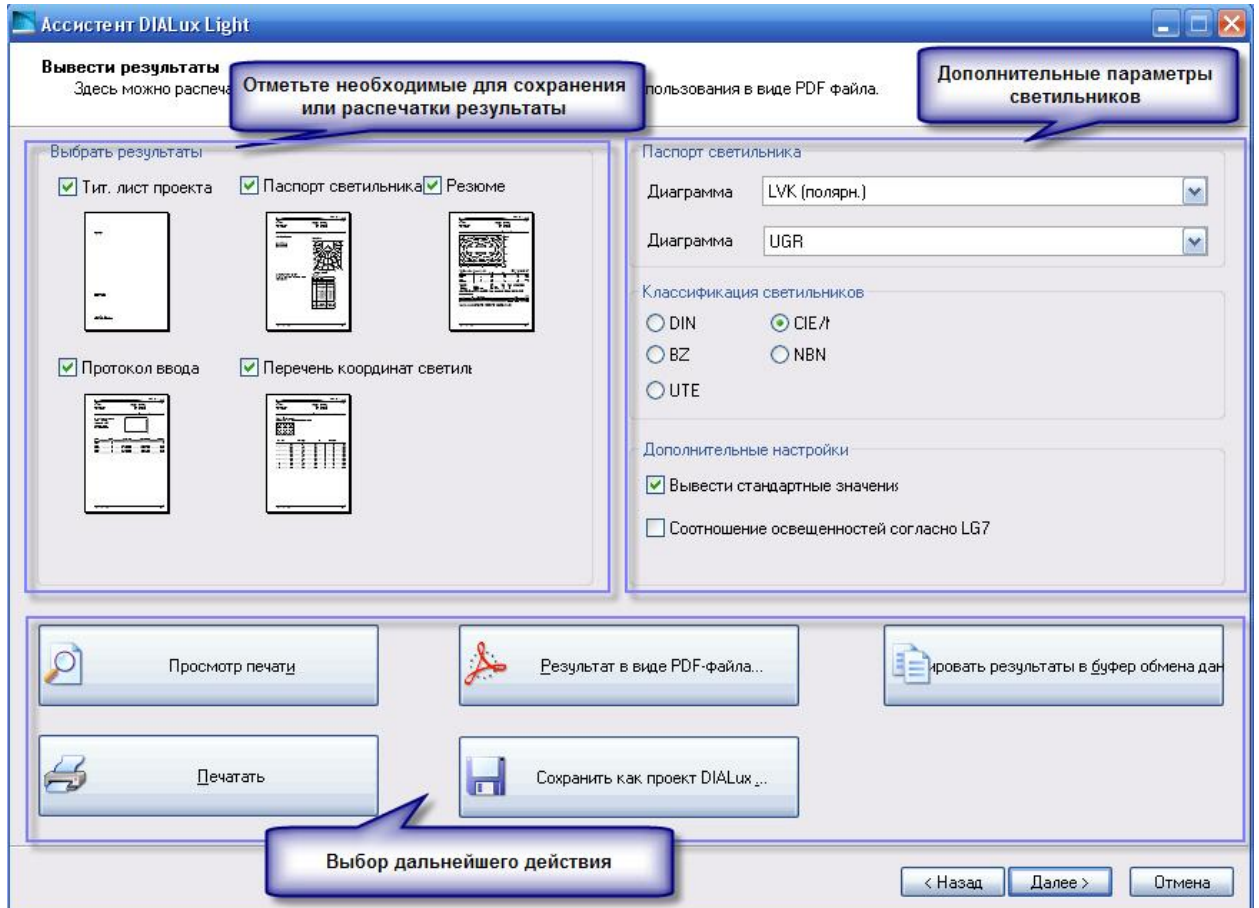 Ассистент DIALux Light
Вывести результаты
Здесь можно распеча
пользования в виде PDF файла.
Отметьте необходимые для сохранения
или распечатки результаты
Дополнительные параметры
светильников
Выбрать результаты
Тит. лист проекта
Паспорт светильника
Резюме
Протокол ввода
Перечень координат светил
Паспорт светильника
Диаграмма
LVK (полярн.)
Диаграмма
UGR
Классификация светильников
DIN
CIE/
BZ
NBN
UTE
Дополнительные настройки
Вывести стандартные значения
Соотношение освещенностей согласно LG7
Просмотр печати
Результат в виде PDF-файла...
ировать результаты в буфер обмена дан
Печатать
Сохранить как проект DIALux ...
Выбор дальнейшего действия
< Назад
Далее >
Отмена